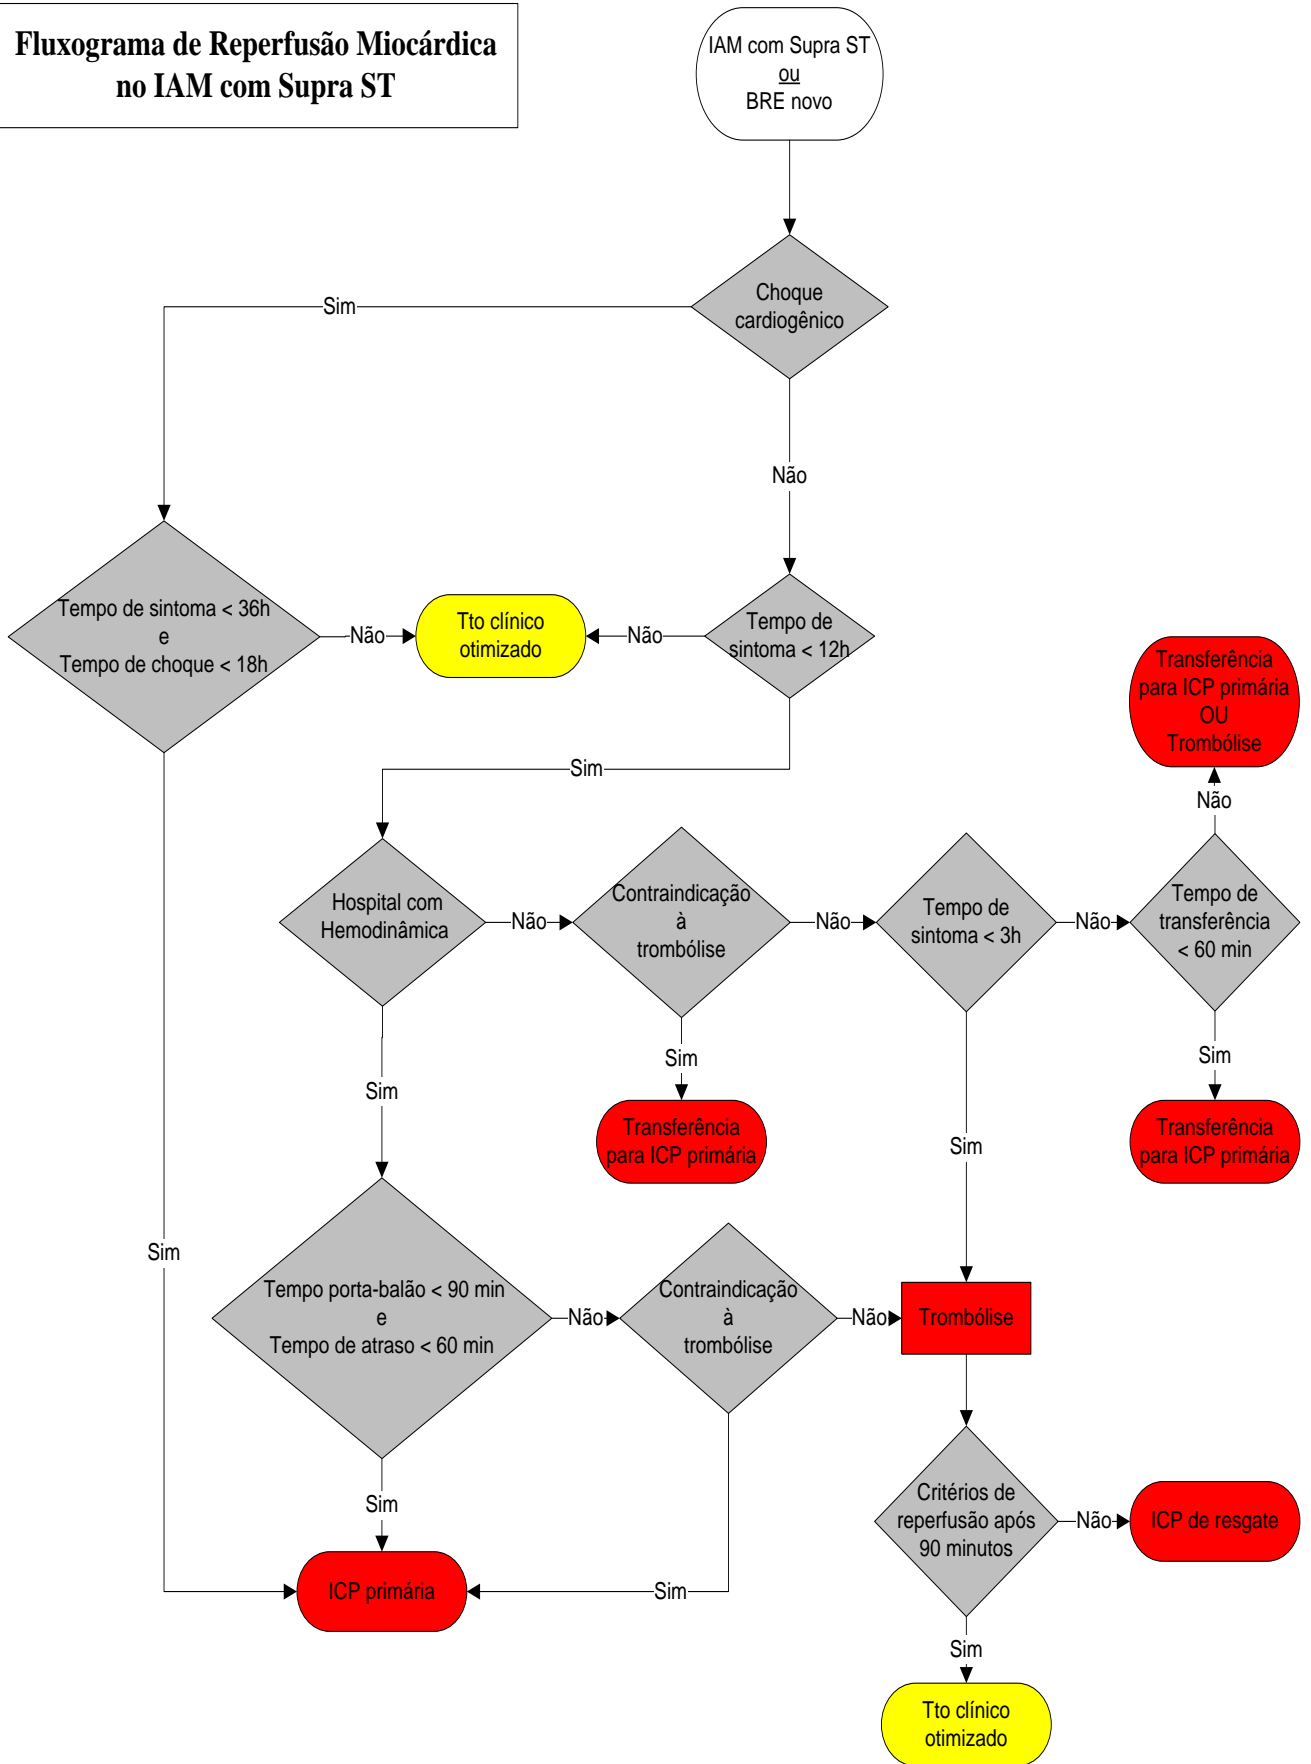 Fluxograma de Reperfusão Miocárdica
no IAM com Supra ST
IAM com Supra ST
ou
BRE novo
Choque
cardiogênico
Sim
Não
Tempo de sintoma < 36h
e
Tempo de choque < 18h
Não
Tto clínico
otimizado
Não
Tempo de
sintoma < 12h
Transferência
para ICP primária
OU
Trombólise
Sim
Não
Hospital com
Hemodinâmica
Não
Contraindicação
à
trombólise
Não
Tempo de
sintoma < 3h
Não
Tempo de
transferência
< 60 min
Sim
Sim
Sim
Transferência
para ICP primária
Sim
Transferência
para ICP primária
Sim
Tempo porta-balão < 90 min
e
Tempo de atraso < 60 min
Não
Contraindicação
à
trombólise
Não
Trombólise
Sim
Critérios de
reperfusão após
90 minutos
Não
ICP de resgate
ICP primária
Sim
Sim
Tto clínico
otimizado